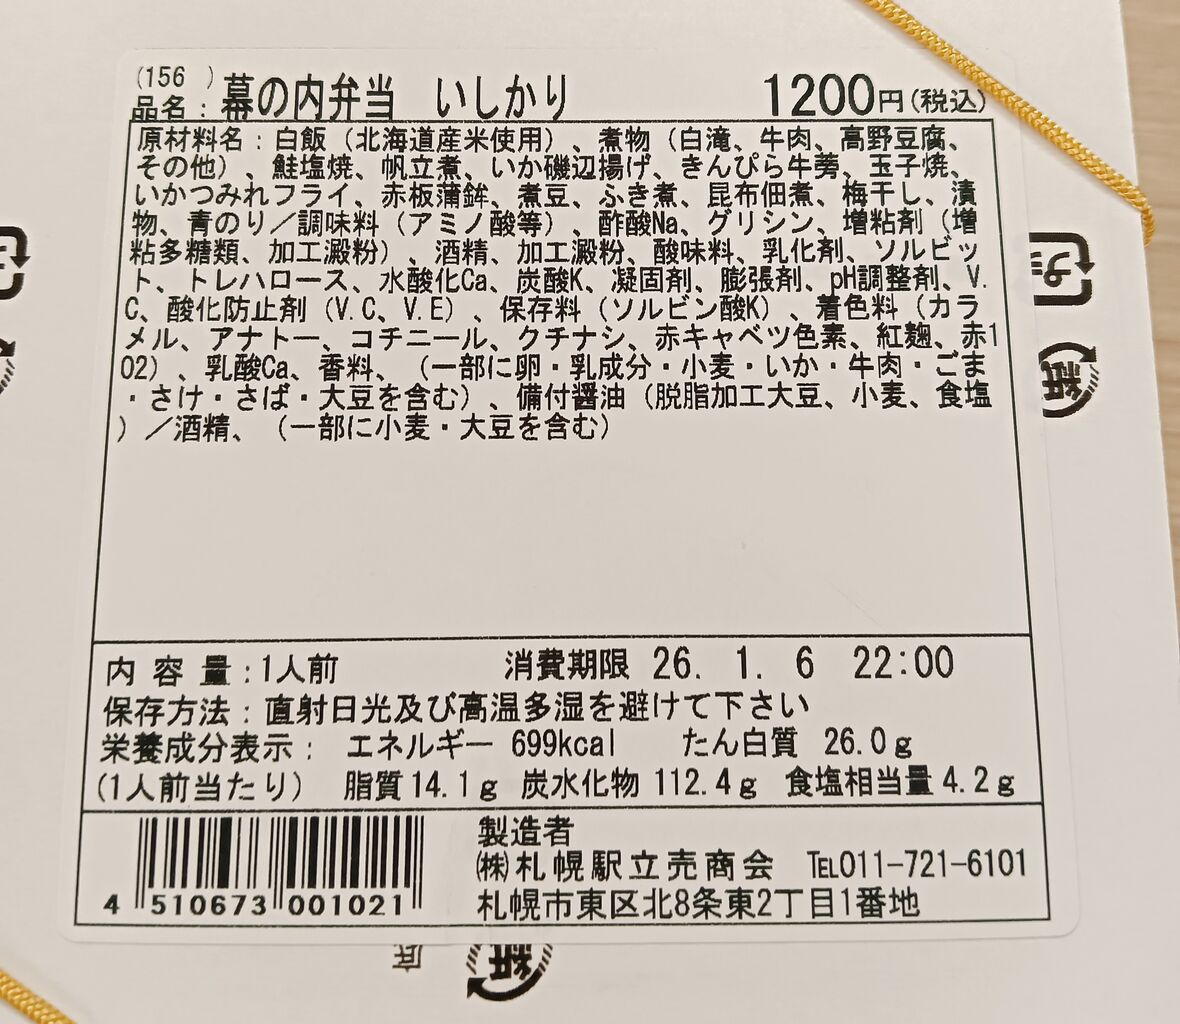 (156 )
品名：幕の内弁当 いしかり 1200円(税込)
原材料名：白飯（北海道産米使用）、煮物（白滝、牛肉、高野豆腐、
その他）、鮭塩焼、帆立煮、いか磯辺揚げ、きんぴら牛蒡、玉子焼、
いかつみれフライ、赤板蒲鉾、煮豆、ふき煮、昆布佃煮、梅干し、漬
物、青のり／調味料（アミノ酸等）、酢酸Na、グリシン、増粘剤（増
粘多糖類、加工澱粉）、酒精、加工澱粉、酸味料、乳化剤、ソルビッ
ト、トレハロース、水酸化Ca、炭酸K、凝固剤、膨張剤、pH調整剤、V.
C、酸化防止剤（V.C、V.E）、保存料（ソルビン酸K）、着色料（カラ
メル、アナトー、コチニール、クチナシ、赤キャベツ色素、紅麹、赤1
02）、乳酸Ca、香料、（一部に卵・乳成分・小麦・いか・牛肉・ごま
・さけ・さば・大豆を含む）、備付醤油（脱脂加工大豆、小麦、食塩
）／酒精、（一部に小麦・大豆を含む）
内容量：1人前 消費期限 26. 1. 6 22:00
保存方法：直射日光及び高温多湿を避けて下さい
栄養成分表示： エネルギー 699kcal たん白質 26.0g
(1人前当たり) 脂質14.1g 炭水化物 112.4g 食塩相当量4.2g
製造者
㈱札幌駅立売商会 TEL011-721-6101
札幌市東区北8条東2丁目1番地
4 510673 001021
プラ
紙
底
紙